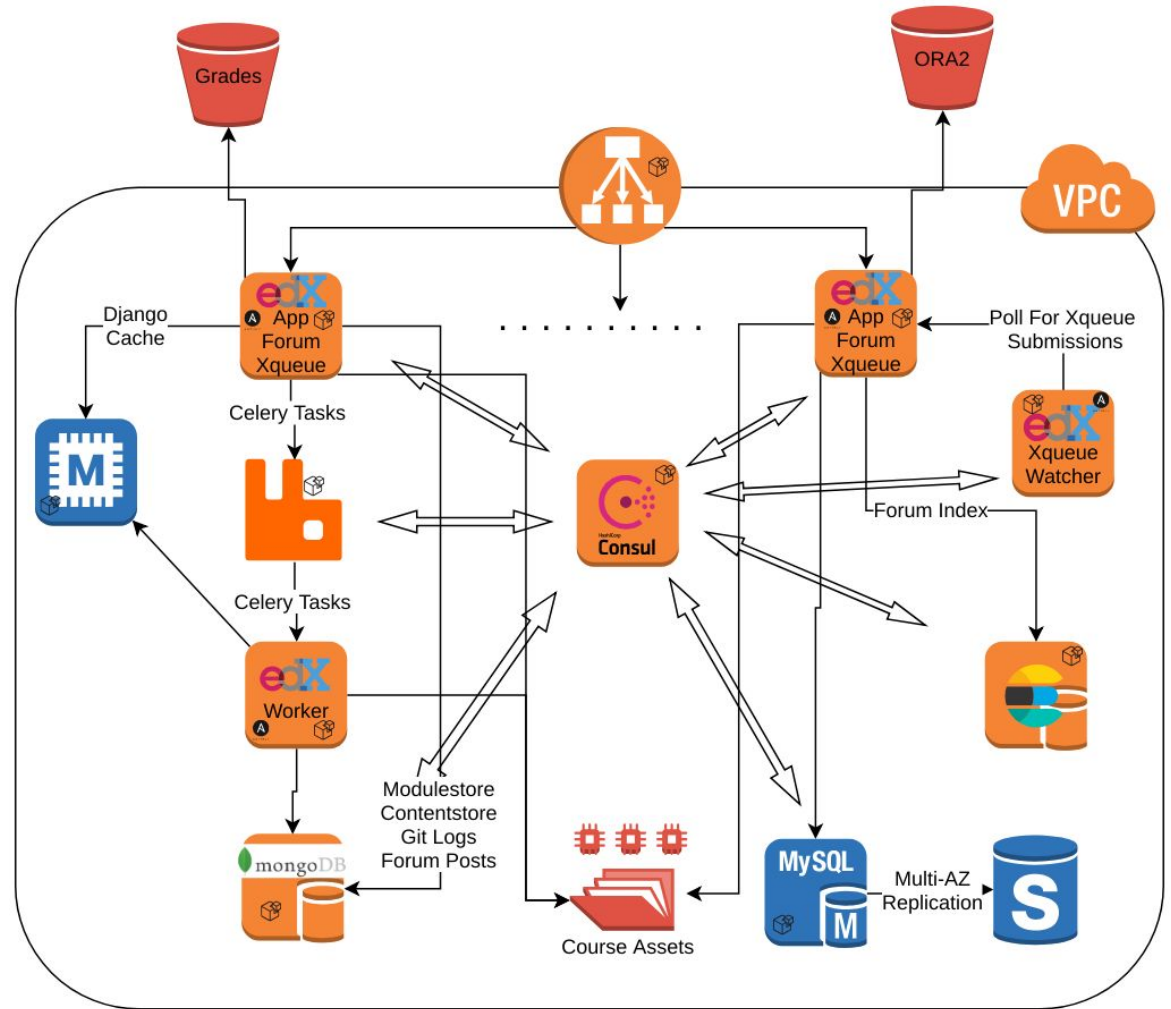 Grades
ORA2
VPC
edX
App
Forum
Xqueue
edX
App
Forum
Xqueue
Django
Cache
Poll For Xqueue
Submissions
Celery Tasks
M
edX
Xqueue
Watcher
HashiCorp
Consul
Forum Index
Celery Tasks
edX
Worker
Modulestore
Contentstore
Git Logs
Forum Posts
mongoDB
Course Assets
MySQL
M
Multi-AZ
Replication
S